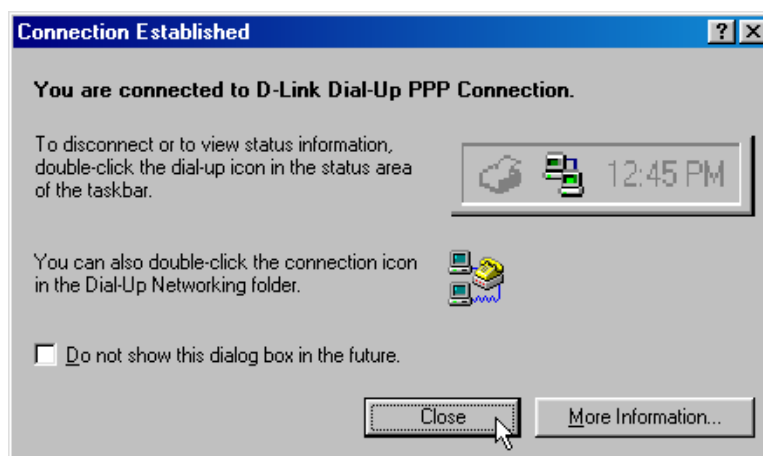 Connection Established
You are connected to D-Link Dial-Up PPP Connection.
To disconnect or to view status information,
double-click the dial-up icon in the status area
of the taskbar.
12:45 PM
You can also double-click the connection icon
in the Dial-Up Networking folder.
Do not show this dialog box in the future.
Close
More Information...